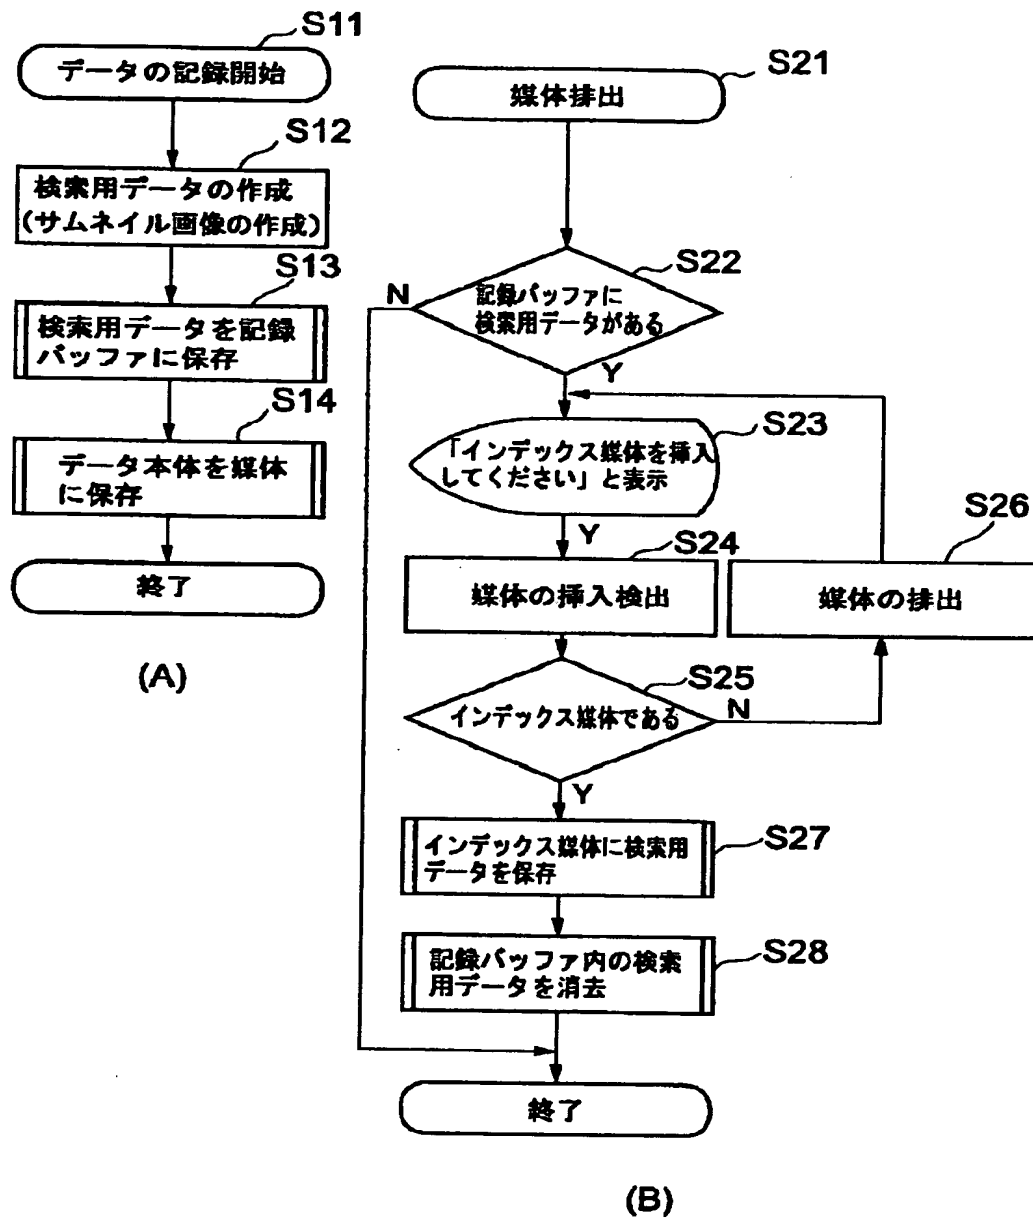 S11
データの記録開始
S12
検索用データの作成
(サムネイル画像の作成)
S13
検索用データを記録
バッファに保存
S14
データ本体を媒体
に保存
終了
(A)
S21
媒体排出
S22
N
記録バッファに
検索用データがある
Y
S23
「インデックス媒体を挿入
してください」と表示
Y
S24
媒体の挿入検出
S26
媒体の排出
S25
インデックス媒体である
N
Y
S27
インデックス媒体に検索用
データを保存
S28
記録バッファ内の検索
用データを消去
終了
(B)